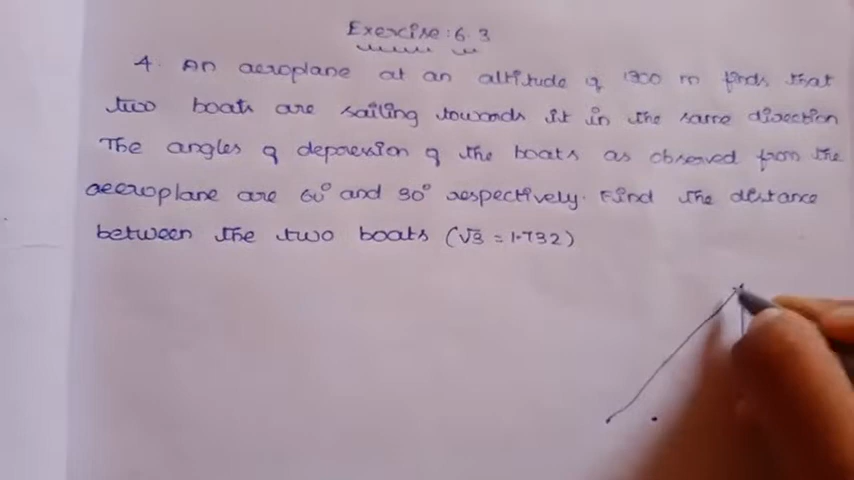 Exercise : 6.3
4. An aeroplane at an altitude of 1800 m finds that
two boats are sailing towards it in the same direction
The angles of depression of the boats as observed from the
aeeroplane are 60° and 30° respectively. Find the distance
between the two boats (√3 = 1.732)